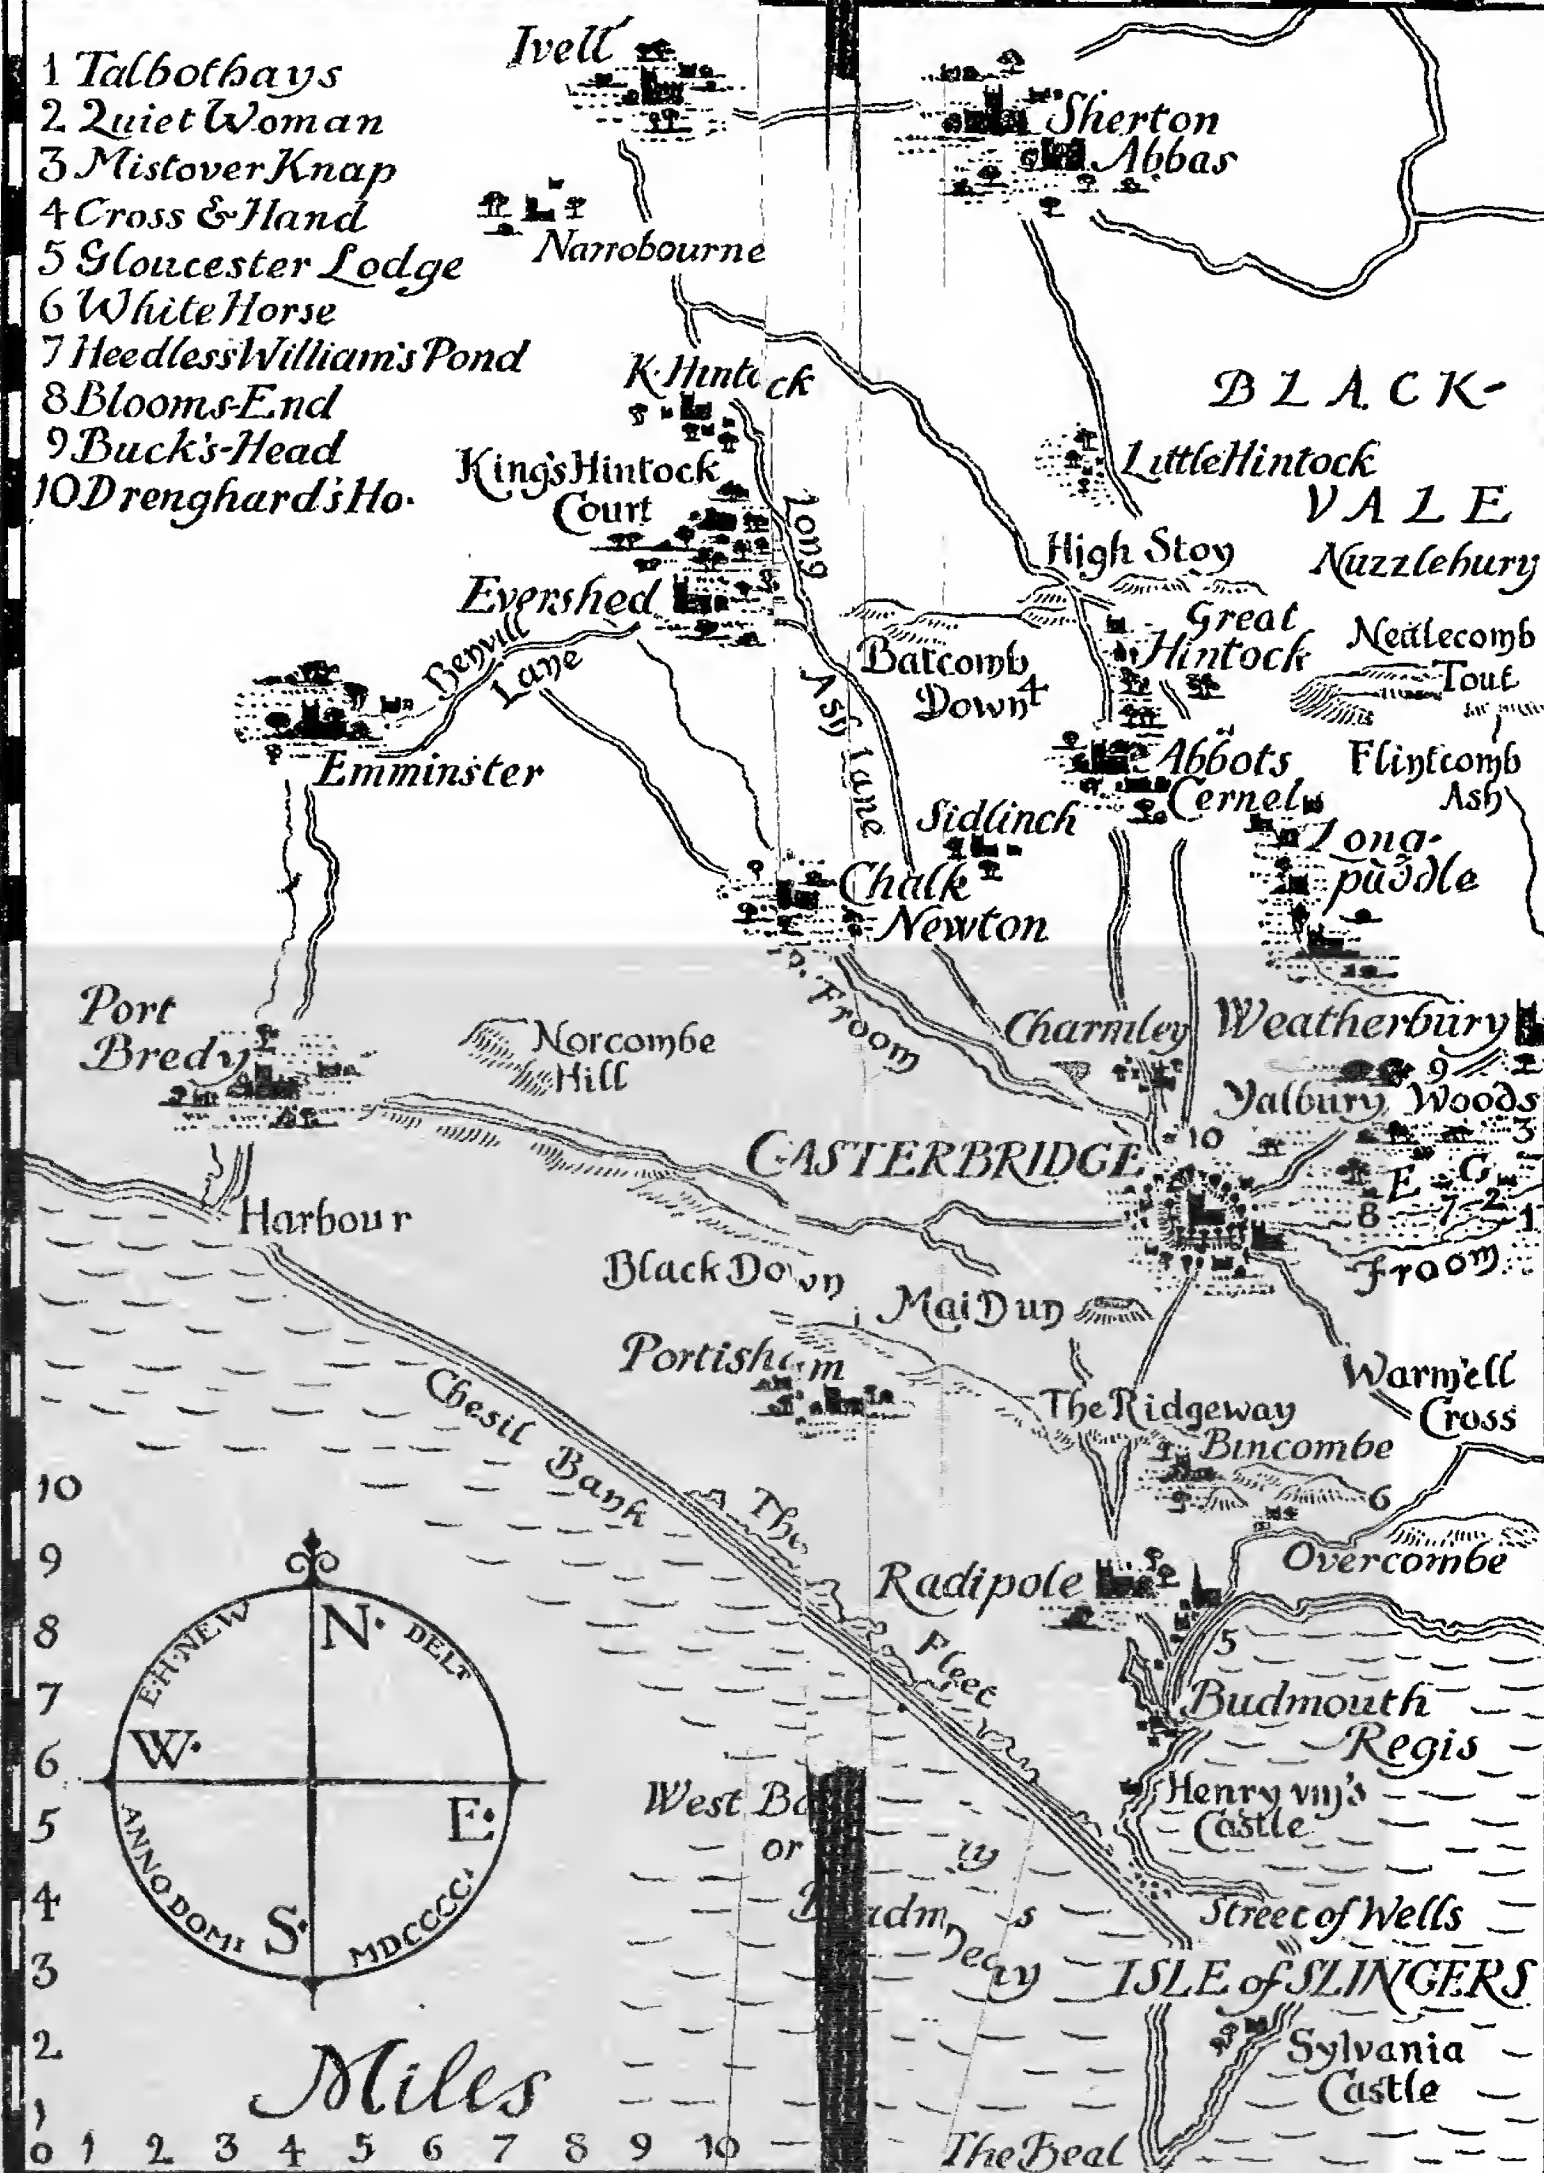 1 Talbothays
2 Quiet Woman
3 Mistover Knap
4 Cross & Hand
5 Gloucester Lodge
6 White Horse
7 Heedless William's Pond
8 Blooms-End
9 Buck's-Head
10 Drenghard's Ho.
Ivell
Sherton
Abbas
Narrobourne
K. Hintock
BLACK-
King's Hintock
Court
Little Hintock
VALE
Long
High Stoy
Nuzzlebury
Evershed
Great
Hintock
Nettlecomb
Tout
Benvill
Lane
Batcomb
Down 4
Ash Lane
Emminster
Abbots
Cernel
Flintcomb
Ash
Sidlinch
Long-
puddle
Chalk
Newton
R. Froom
Port
Bredy
Norcombe
Hill
Charmley
Weatherbury
9
Yalbury Woods
CASTERBRIDGE
10
3
E G
8 7 2 1
Harbour
Froom
Black Down
Mai Dun
Portisham
Warm'ell
Cross
Chesil Bank
The Ridgeway
Bincombe
6
The
Fleet
Overcombe
Radipole
5
Budmouth
Regis
West Ba
or
y
Henry viij's
Castle
Street of Wells
ISLE of SLINGERS
Sylvania
Castle
The Beal
E·H·NEW
DELT
N.
W.
E.
S.
ANNO DOMI
MDCCCCI
10
9
8
7
6
5
4
3
2
1
Miles
0 1 2 3 4 5 6 7 8 9 10